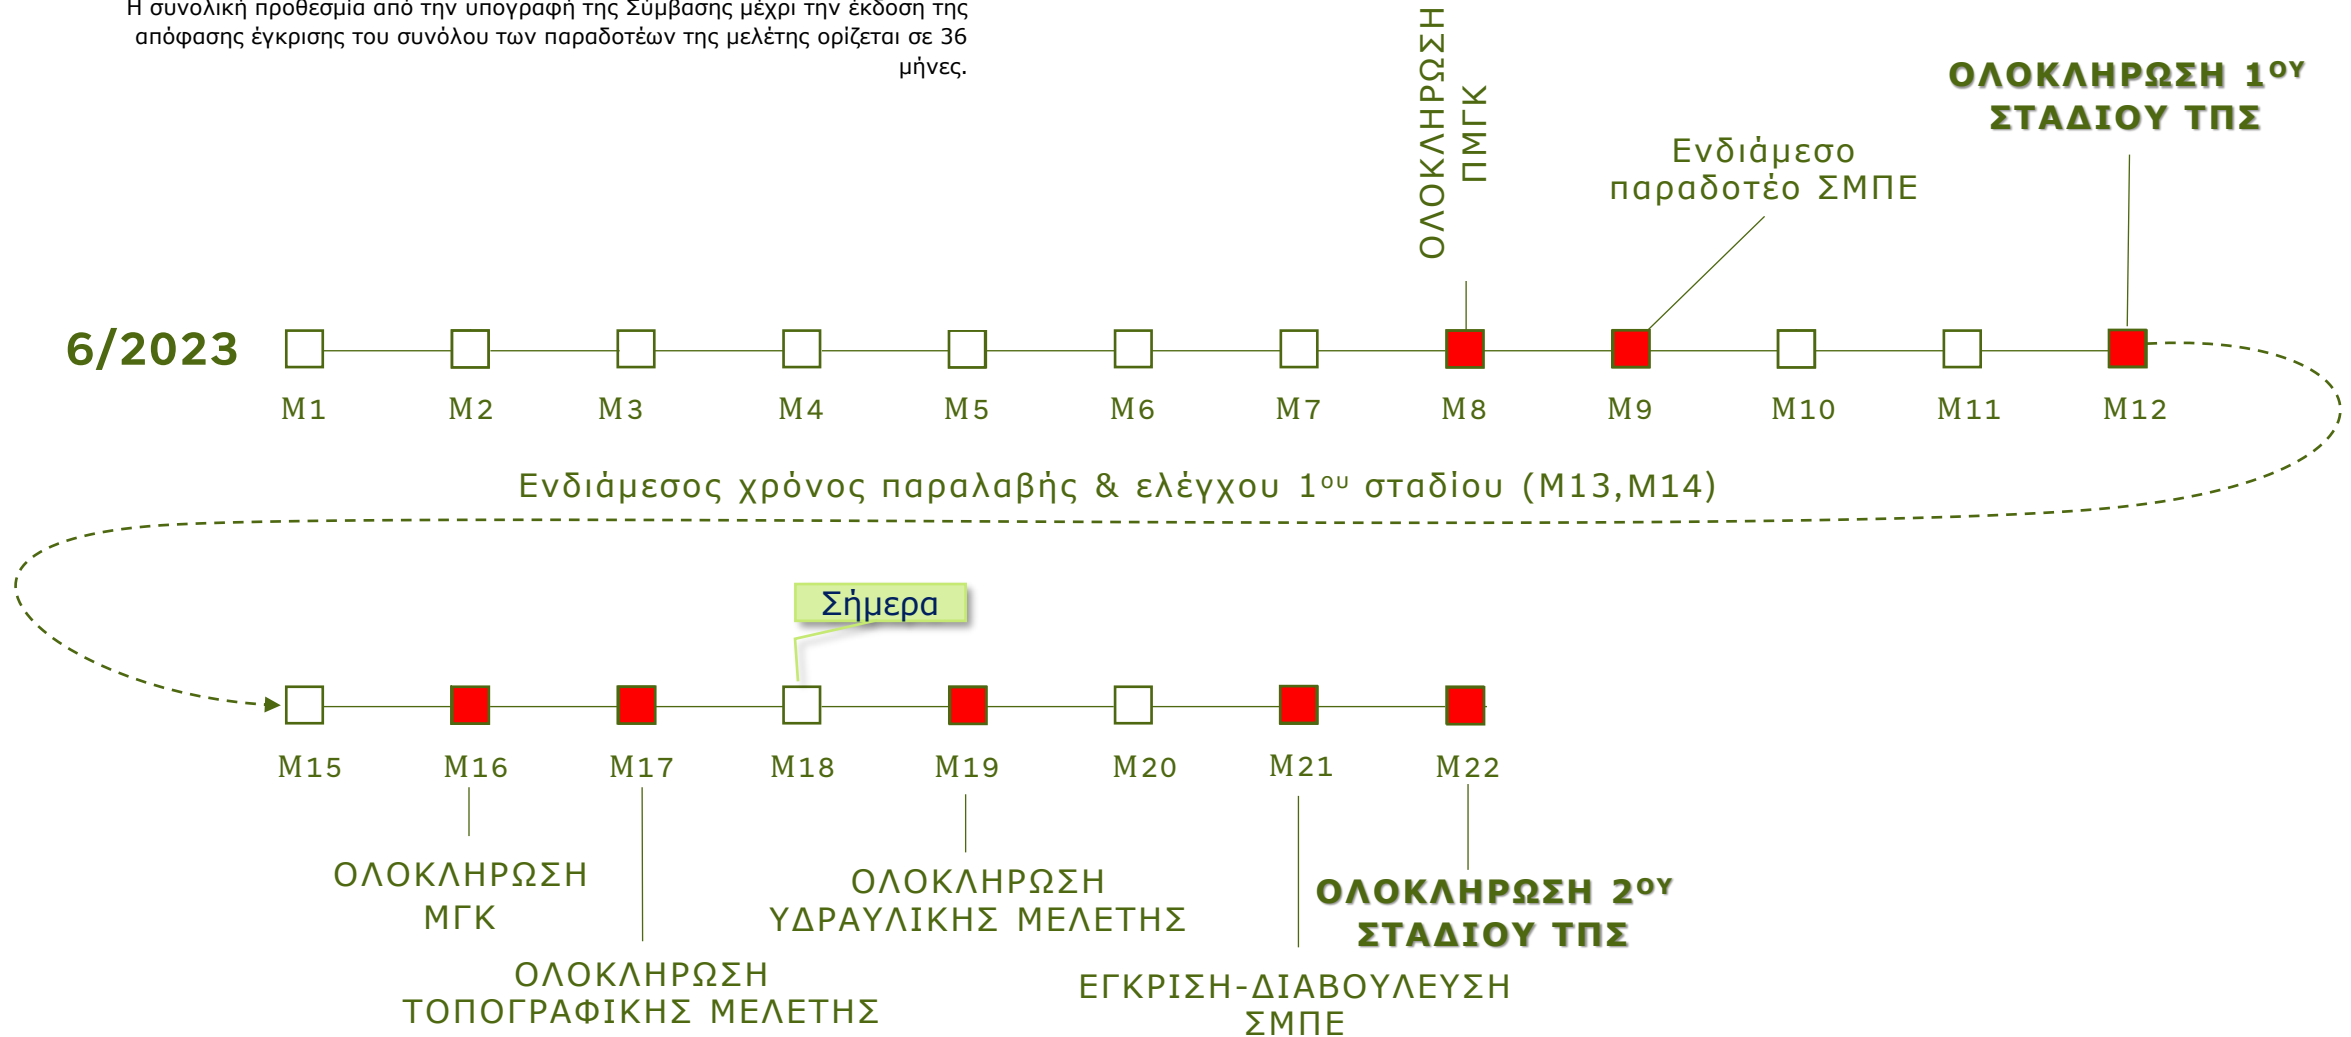 Η συνολική προθεσμία από την υπογραφή της Σύμβασης μέχρι την έκδοση της
απόφασης έγκρισης του συνόλου των παραδοτέων της μελέτης ορίζεται σε 36
μήνες.
ΟΛΟΚΛΗΡΩΣΗ
ΠΜΓΚ
Ενδιάμεσο
παραδοτέο ΣΜΠΕ
ΟΛΟΚΛΗΡΩΣΗ 1ΟΥ
ΣΤΑΔΙΟΥ ΤΠΣ
6/2023
M1 M2 M3 M4 M5 M6 M7 M8 M9 M10 M11 M12
Ενδιάμεσος χρόνος παραλαβής & ελέγχου 1ου σταδίου (Μ13,Μ14)
Σήμερα
M15 M16 M17 M18 M19 M20 M21 M22
ΟΛΟΚΛΗΡΩΣΗ
ΜΓΚ
ΟΛΟΚΛΗΡΩΣΗ
ΤΟΠΟΓΡΑΦΙΚΗΣ ΜΕΛΕΤΗΣ
ΟΛΟΚΛΗΡΩΣΗ
ΥΔΡΑΥΛΙΚΗΣ ΜΕΛΕΤΗΣ
ΕΓΚΡΙΣΗ-ΔΙΑΒΟΥΛΕΥΣΗ
ΣΜΠΕ
ΟΛΟΚΛΗΡΩΣΗ 2ΟΥ
ΣΤΑΔΙΟΥ ΤΠΣ